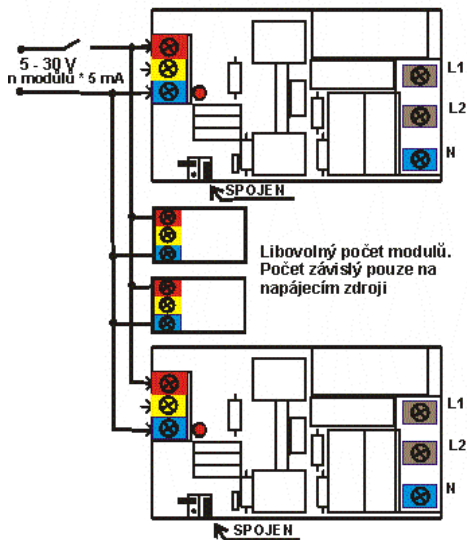 5 - 30 V
n modulů * 5 mA
L1
L2
N
SPOJEN
Libovolný počet modulů.
Počet závislý pouze na
napájecím zdroji
L1
L2
N
SPOJEN